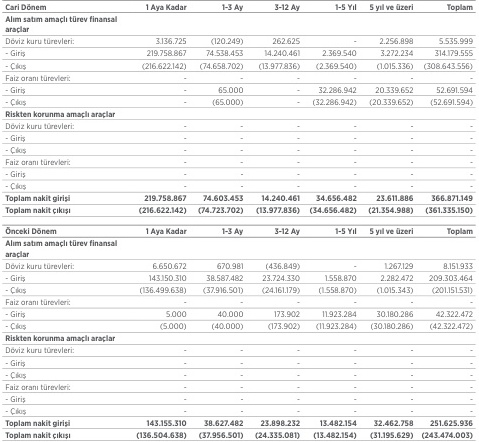 Cari Dönem 1 Aya Kadar 1-3 Ay 3-12 Ay 1-5 Yıl 5 yıl ve üzeri Toplam
Alım satım amaçlı türev finansal
araçlar
Döviz kuru türevleri: 3.136.725 (120.249) 262.625 - 2.256.898 5.535.999
- Giriş 219.758.867 74.538.453 14.240.461 2.369.540 3.272.234 314.179.555
- Çıkış (216.622.142) (74.658.702) (13.977.836) (2.369.540) (1.015.336) (308.643.556)
Faiz oranı türevleri: - - - - - -
- Giriş - 65.000 - 32.286.942 20.339.652 52.691.594
- Çıkış - (65.000) - (32.286.942) (20.339.652) (52.691.594)
Riskten korunma amaçlı araçlar
Döviz kuru türevleri: - - - - - -
- Giriş - - - - - -
- Çıkış - - - - - -
Faiz oranı türevleri: - - - - - -
- Giriş - - - - - -
- Çıkış - - - - - -
Toplam nakit girişi 219.758.867 74.603.453 14.240.461 34.656.482 23.611.886 366.871.149
Toplam nakit çıkışı (216.622.142) (74.723.702) (13.977.836) (34.656.482) (21.354.988) (361.335.150)
Önceki Dönem 1 Aya Kadar 1-3 Ay 3-12 Ay 1-5 Yıl 5 yıl ve üzeri Toplam
Alım satım amaçlı türev finansal
araçlar
Döviz kuru türevleri: 6.650.672 670.981 (436.849) - 1.267.129 8.151.933
- Giriş 143.150.310 38.587.482 23.724.330 1.558.870 2.282.472 209.303.464
- Çıkış (136.499.638) (37.916.501) (24.161.179) (1.558.870) (1.015.343) (201.151.531)
Faiz oranı türevleri: - - - - - -
- Giriş 5.000 40.000 173.902 11.923.284 30.180.286 42.322.472
- Çıkış (5.000) (40.000) (173.902) (11.923.284) (30.180.286) (42.322.472)
Riskten korunma amaçlı araçlar
Döviz kuru türevleri: - - - - - -
- Giriş - - - - - -
- Çıkış - - - - - -
Faiz oranı türevleri: - - - - - -
- Giriş - - - - - -
- Çıkış - - - - - -
Toplam nakit girişi 143.155.310 38.627.482 23.898.232 13.482.154 32.462.758 251.625.936
Toplam nakit çıkışı (136.504.638) (37.956.501) (24.335.081) (13.482.154) (31.195.629) (243.474.003)